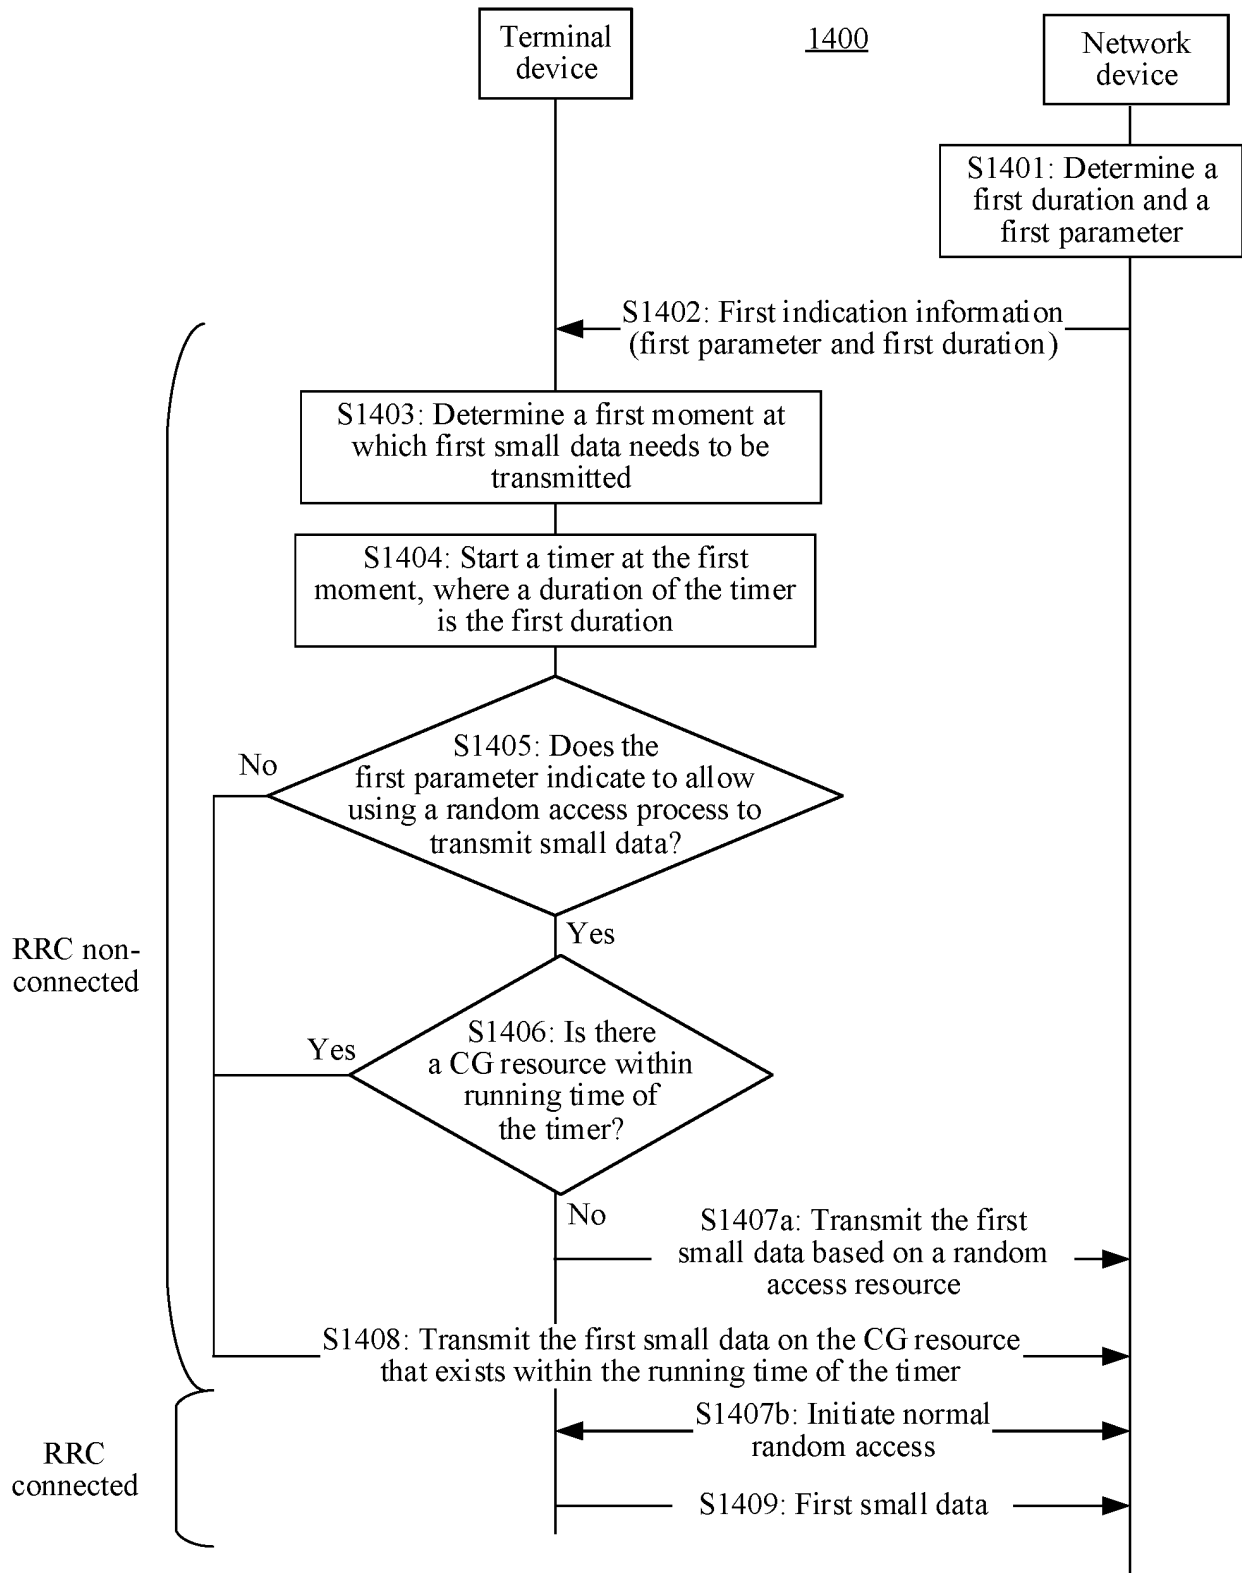 Terminal
device
1400
Network
device
S1401: Determine a
first duration and a
first parameter
S1402: First indication information
(first parameter and first duration)
S1403: Determine a first moment at
which first small data needs to be
transmitted
S1404: Start a timer at the first
moment, where a duration of the timer
is the first duration
S1405: Does the
first parameter indicate to allow
using a random access process to
transmit small data?
No
Yes
RRC non-
connected
S1406: Is there
a CG resource within
running time of
the timer?
Yes
No
S1407a: Transmit the first
small data based on a random
access resource
S1408: Transmit the first small data on the CG resource
that exists within the running time of the timer
S1407b: Initiate normal
random access
RRC
connected
S1409: First small data